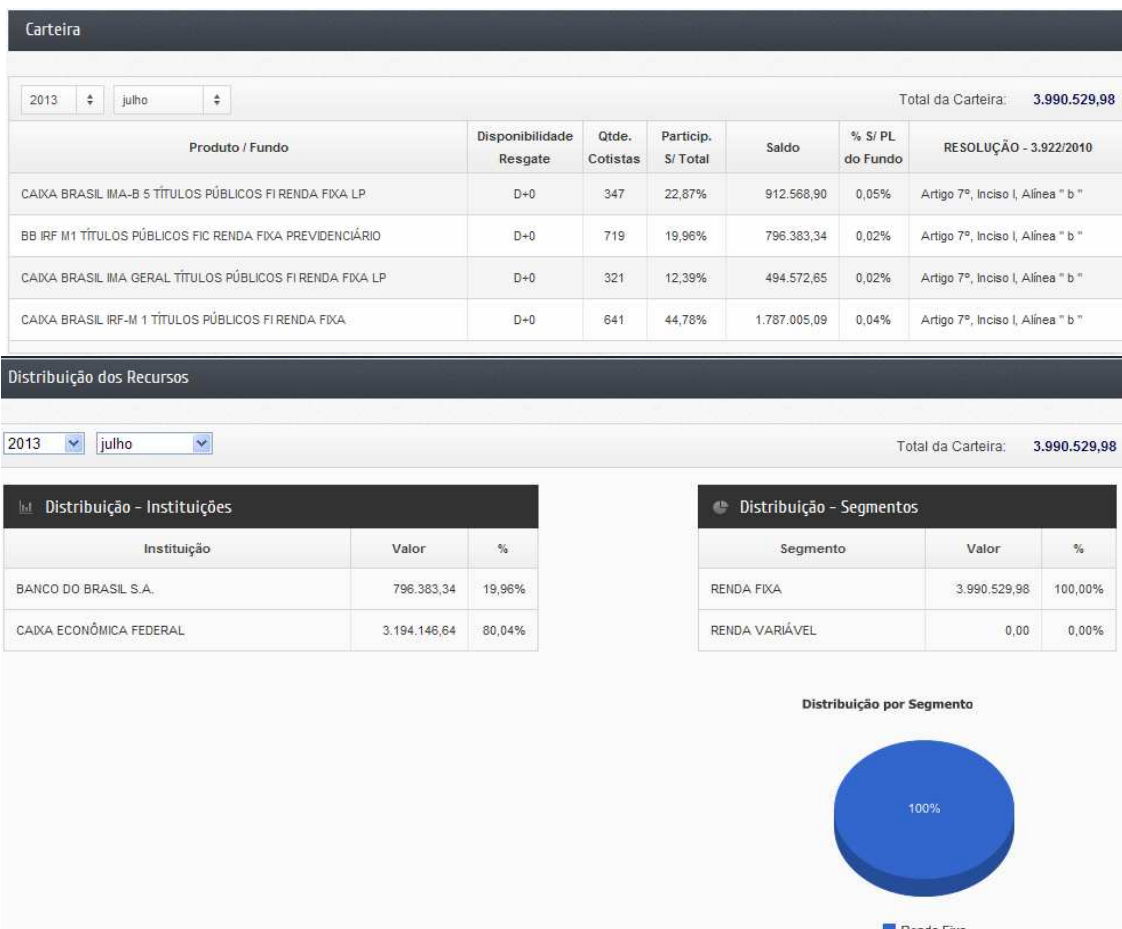 Carteira
2013 julho Total da Carteira: 3.990.529,98
Produto / Fundo Disponibilidade Resgate Qtde. Cotistas Particip. S/ Total Saldo % S/ PL do Fundo RESOLUÇÃO - 3.922/2010
CAIXA BRASIL IMA-B 5 TÍTULOS PÚBLICOS FI RENDA FIXA LP D+0 347 22,87% 912.568,90 0,05% Artigo 7º, Inciso I, Alínea " b "
BB IRF M1 TÍTULOS PÚBLICOS FIC RENDA FIXA PREVIDENCIÁRIO D+0 719 19,96% 796.383,34 0,02% Artigo 7º, Inciso I, Alínea " b "
CAIXA BRASIL IMA GERAL TÍTULOS PÚBLICOS FI RENDA FIXA LP D+0 321 12,39% 494.572,65 0,02% Artigo 7º, Inciso I, Alínea " b "
CAIXA BRASIL IRF-M 1 TÍTULOS PÚBLICOS FI RENDA FIXA D+0 641 44,78% 1.787.005,09 0,04% Artigo 7º, Inciso I, Alínea " b "
Distribuição dos Recursos
2013 julho Total da Carteira: 3.990.529,98
Distribuição - Instituições
Instituição Valor %
BANCO DO BRASIL S.A. 796.383,34 19,96%
CAIXA ECONÔMICA FEDERAL 3.194.146,64 80,04%
Distribuição - Segmentos
Segmento Valor %
RENDA FIXA 3.990.529,98 100,00%
RENDA VARIÁVEL 0,00 0,00%
Distribuição por Segmento
100%
Renda Fixa